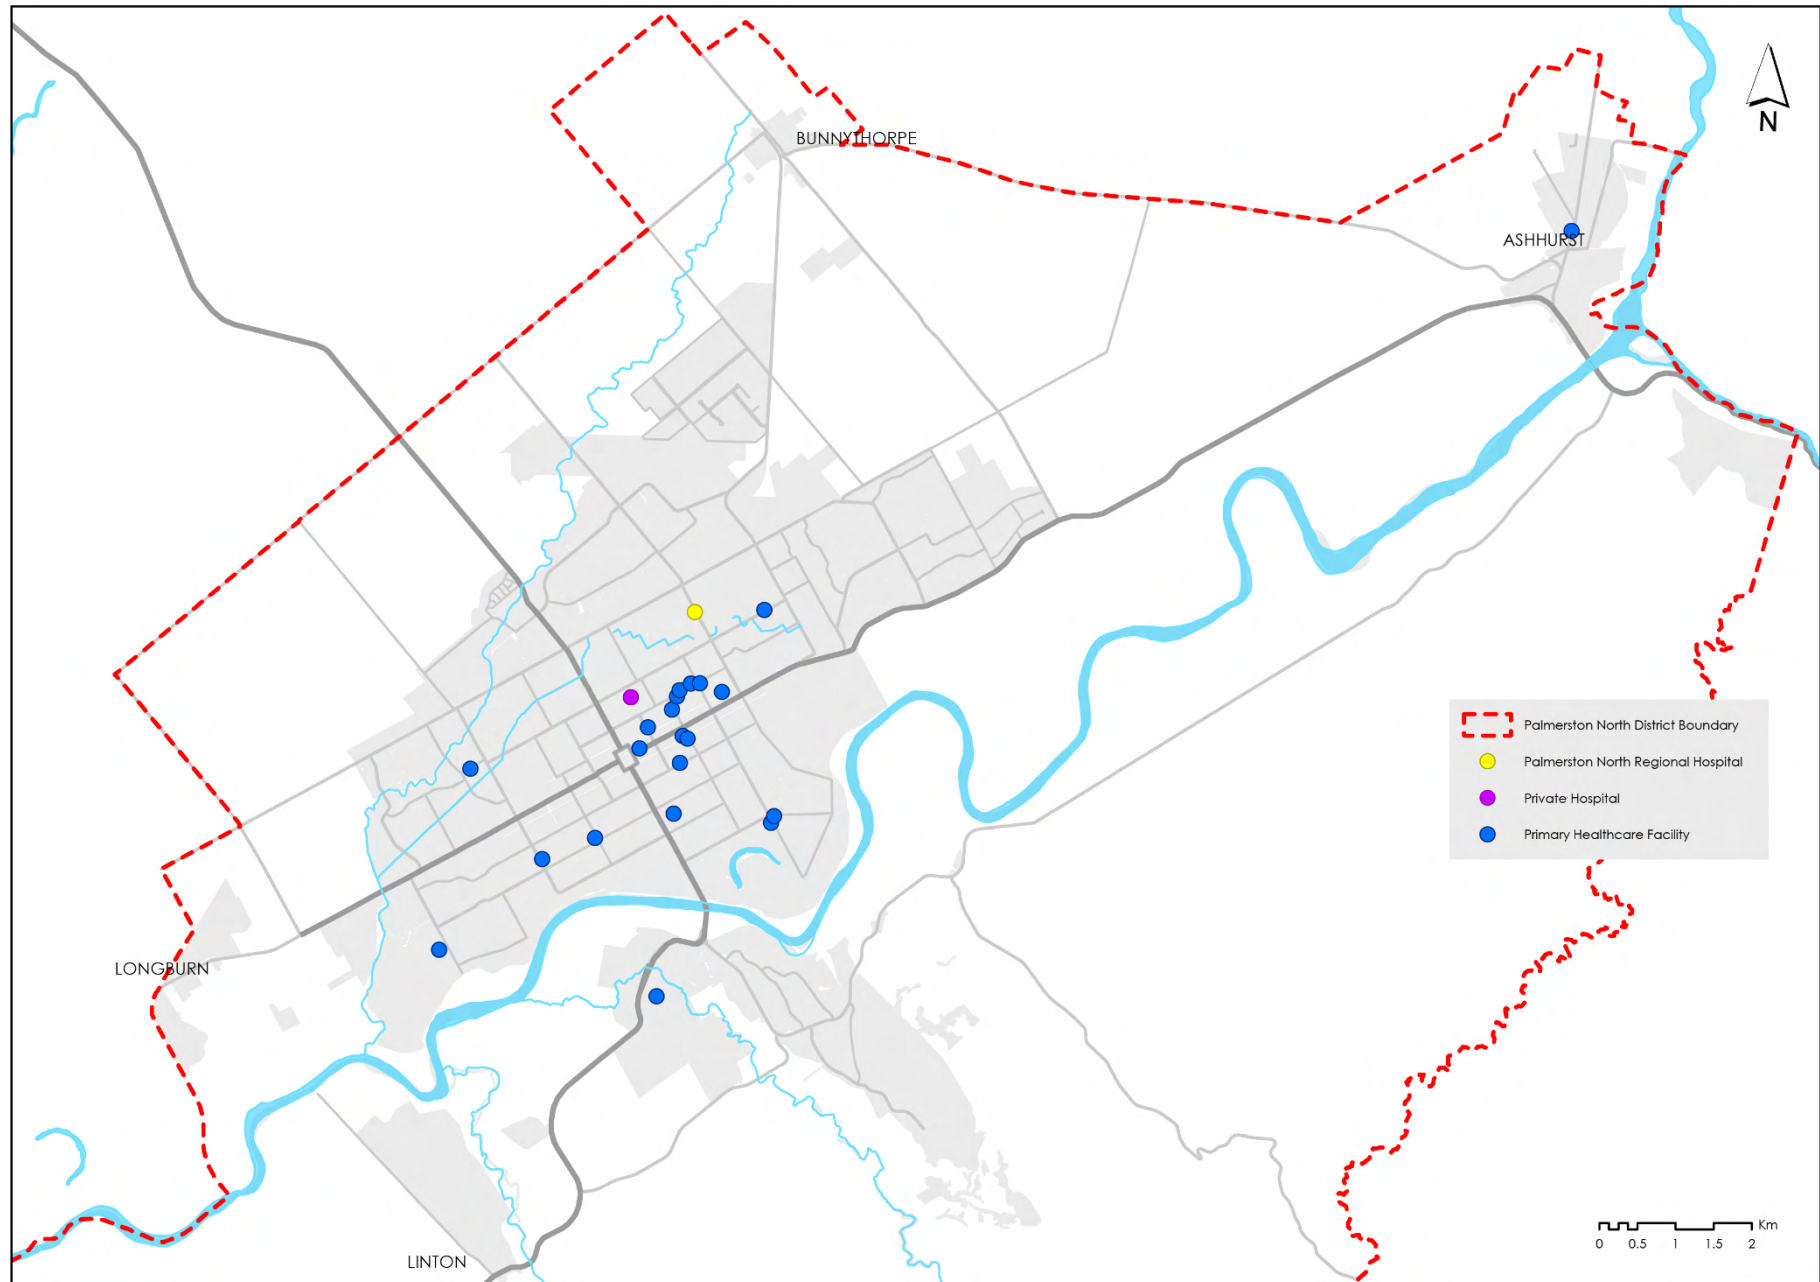 N
BUNNYTHORPE
ASHHURST
Palmerston North District Boundary
Palmerston North Regional Hospital
Private Hospital
Primary Healthcare Facility
LONGBURN
LINTON
Km
0 0.5 1 1.5 2